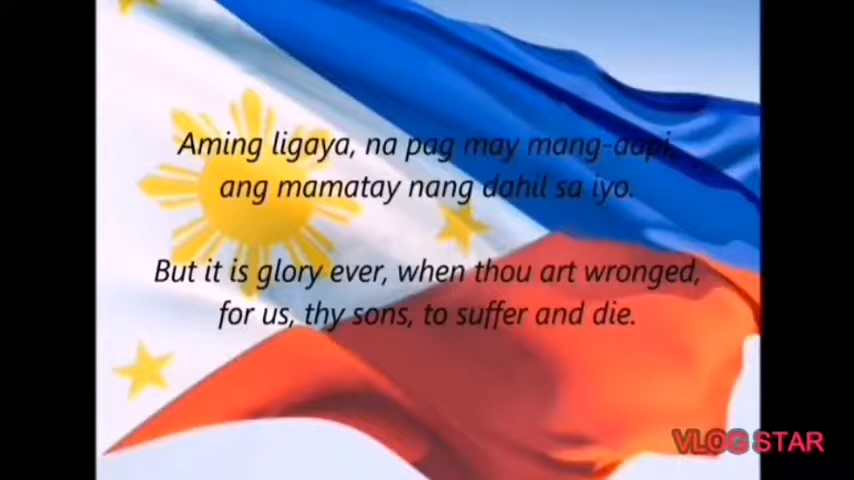 Aming ligaya, na pag may mang-aapi,
ang mamatay nang dahil sa iyo.
But it is glory ever, when thou art wronged,
for us, thy sons, to suffer and die.
VLOG STAR